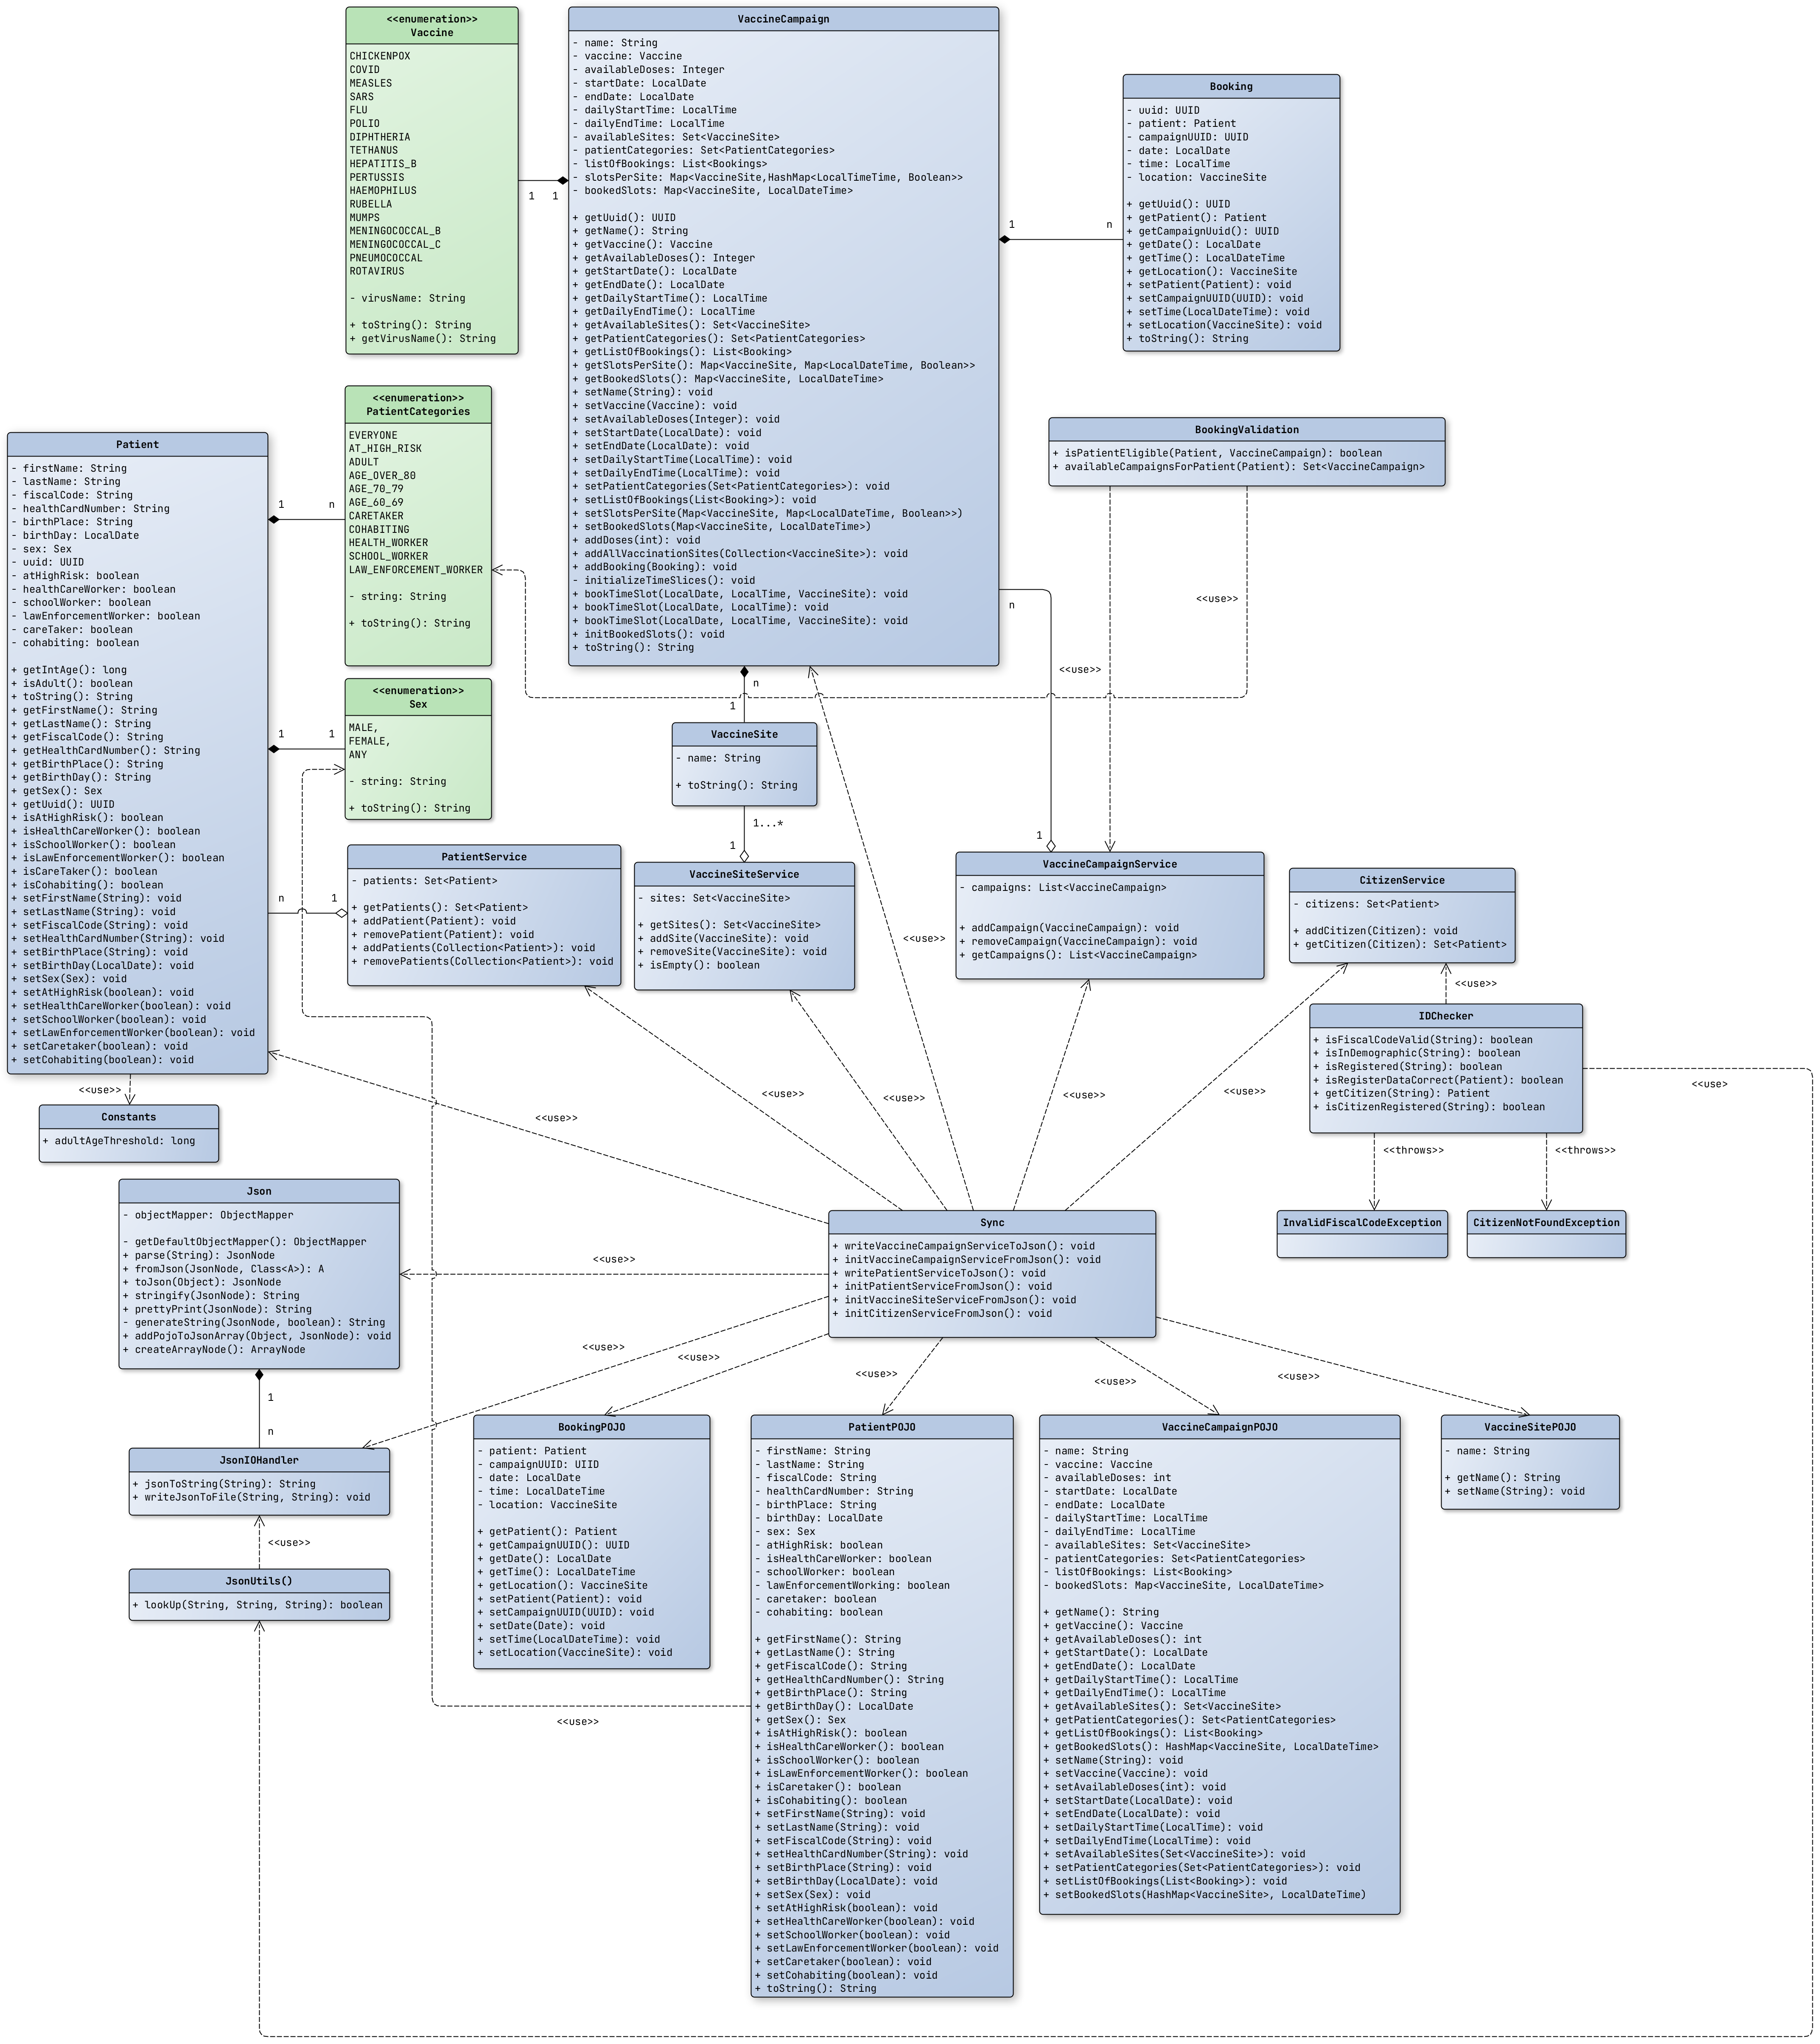 <<enumeration>>
Vaccine
CHICKENPOX
COVID
MEASLES
SARS
FLU
POLIO
DIPHTHERIA
TETHANUS
HEPATITIS_B
PERTUSSIS
HAEMOPHILUS
RUBELLA
MUMPS
MENINGOCOCCAL_B
MENINGOCOCCAL_C
PNEUMOCOCCAL
ROTAVIRUS
- virusName: String
+ toString(): String
+ getVirusName(): String
1 1
VaccineCampaign
- name: String
- vaccine: Vaccine
- availableDoses: Integer
- startDate: LocalDate
- endDate: LocalDate
- dailyStartTime: LocalTime
- dailyEndTime: LocalTime
- availableSites: Set<VaccineSite>
- patientCategories: Set<PatientCategories>
- listOfBookings: List<Bookings>
- slotsPerSite: Map<VaccineSite,HashMap<LocalTimeTime, Boolean>>
- bookedSlots: Map<VaccineSite, LocalDateTime>
+ getUuid(): UUID
+ getName(): String
+ getVaccine(): Vaccine
+ getAvailableDoses(): Integer
+ getStartDate(): LocalDate
+ getEndDate(): LocalDate
+ getDailyStartTime(): LocalTime
+ getDailyEndTime(): LocalTime
+ getAvailableSites(): Set<VaccineSite>
+ getPatientCategories(): Set<PatientCategories>
+ getListOfBookings(): List<Booking>
+ getSlotsPerSite(): Map<VaccineSite, Map<LocalDateTime, Boolean>>
+ getBookedSlots(): Map<VaccineSite, LocalDateTime>
+ setName(String): void
+ setVaccine(Vaccine): void
+ setAvailableDoses(Integer): void
+ setStartDate(LocalDate): void
+ setEndDate(LocalDate): void
+ setDailyStartTime(LocalTime): void
+ setDailyEndTime(LocalTime): void
+ setPatientCategories(Set<PatientCategories>): void
+ setListOfBookings(List<Booking>): void
+ setSlotsPerSite(Map<VaccineSite, Map<LocalDateTime, Boolean>>)
+ setBookedSlots(Map<VaccineSite, LocalDateTime>)
+ addDoses(int): void
+ addAllVaccinationSites(Collection<VaccineSite>): void
+ addBooking(Booking): void
- initializeTimeSlices(): void
+ bookTimeSlot(LocalDate, LocalTime, VaccineSite): void
+ bookTimeSlot(LocalDate, LocalTime): void
+ bookTimeSlot(LocalDate, LocalTime, VaccineSite): void
+ initBookedSlots(): void
+ toString(): String
1 n
Booking
- uuid: UUID
- patient: Patient
- campaignUUID: UUID
- date: LocalDate
- time: LocalTime
- location: VaccineSite
+ getUuid(): UUID
+ getPatient(): Patient
+ getCampaignUuid(): UUID
+ getDate(): LocalDate
+ getTime(): LocalDateTime
+ getLocation(): VaccineSite
+ setPatient(Patient): void
+ setCampaignUUID(UUID): void
+ setTime(LocalDateTime): void
+ setLocation(VaccineSite): void
+ toString(): String
<<enumeration>>
PatientCategories
EVERYONE
AT_HIGH_RISK
ADULT
AGE_OVER_80
AGE_70_79
AGE_60_69
CARETAKER
COHABITING
HEALTH_WORKER
SCHOOL_WORKER
LAW_ENFORCEMENT_WORKER
- string: String
+ toString(): String
BookingValidation
+ isPatientEligible(Patient, VaccineCampaign): boolean
+ availableCampaignsForPatient(Patient): Set<VaccineCampaign>
<<use>>
n
<<use>>
1
Patient
- firstName: String
- lastName: String
- fiscalCode: String
- healthCardNumber: String
- birthPlace: String
- birthDay: LocalDate
- sex: Sex
- uuid: UUID
- atHighRisk: boolean
- healthCareWorker: boolean
- schoolWorker: boolean
- lawEnforcementWorker: boolean
- careTaker: boolean
- cohabiting: boolean
+ getIntAge(): long
+ isAdult(): boolean
+ toString(): String
+ getFirstName(): String
+ getLastName(): String
+ getFiscalCode(): String
+ getHealthCardNumber(): String
+ getBirthPlace(): String
+ getBirthDay(): String
+ getSex(): Sex
+ getUuid(): UUID
+ isAtHighRisk(): boolean
+ isHealthCareWorker(): boolean
+ isSchoolWorker(): boolean
+ isLawEnforcementWorker(): boolean
+ isCareTaker(): boolean
+ isCohabiting(): boolean
+ setFirstName(String): void
+ setLastName(String): void
+ setFiscalCode(String): void
+ setHealthCardNumber(String): void
+ setBirthPlace(String): void
+ setBirthDay(LocalDate): void
+ setSex(Sex): void
+ setAtHighRisk(boolean): void
+ setHealthCareWorker(boolean): void
+ setSchoolWorker(boolean): void
+ setLawEnforcementWorker(boolean): void
+ setCaretaker(boolean): void
+ setCohabiting(boolean): void
1 n
1 1
n 1
<<enumeration>>
Sex
MALE,
FEMALE,
ANY
- string: String
+ toString(): String
n
1
VaccineSite
- name: String
+ toString(): String
1...*
1
PatientService
- patients: Set<Patient>
+ getPatients(): Set<Patient>
+ addPatient(Patient): void
+ removePatient(Patient): void
+ addPatients(Collection<Patient>): void
+ removePatients(Collection<Patient>): void
VaccineSiteService
- sites: Set<VaccineSite>
+ getSites(): Set<VaccineSite>
+ addSite(VaccineSite): void
+ removeSite(VaccineSite): void
+ isEmpty(): boolean
<<use>>
VaccineCampaignService
- campaigns: List<VaccineCampaign>
+ addCampaign(VaccineCampaign): void
+ removeCampaign(VaccineCampaign): void
+ getCampaigns(): List<VaccineCampaign>
CitizenService
- citizens: Set<Patient>
+ addCitizen(Citizen): void
+ getCitizen(Citizen): Set<Patient>
<<use>>
IDChecker
+ isFiscalCodeValid(String): boolean
+ isInDemographic(String): boolean
+ isRegistered(String): boolean
+ isRegisterDataCorrect(Patient): boolean
+ getCitizen(String): Patient
+ isCitizenRegistered(String): boolean
<<use>
<<throws>>
<<throws>>
InvalidFiscalCodeException
CitizenNotFoundException
<<use>>
Constants
+ adultAgeThreshold: long
<<use>>
<<use>>
<<use>>
<<use>>
<<use>>
Json
- objectMapper: ObjectMapper
- getDefaultObjectMapper(): ObjectMapper
+ parse(String): JsonNode
+ fromJson(JsonNode, Class<A>): A
+ toJson(Object): JsonNode
+ stringify(JsonNode): String
+ prettyPrint(JsonNode): String
- generateString(JsonNode, boolean): String
+ addPojoToJsonArray(Object, JsonNode): void
+ createArrayNode(): ArrayNode
<<use>>
Sync
+ writeVaccineCampaignServiceToJson(): void
+ initVaccineCampaignServiceFromJson(): void
+ writePatientServiceToJson(): void
+ initPatientServiceFromJson(): void
+ initVaccineSiteServiceFromJson(): void
+ initCitizenServiceFromJson(): void
<<use>>
<<use>>
<<use>>
<<use>>
<<use>>
1
n
JsonIOHandler
+ jsonToString(String): String
+ writeJsonToFile(String, String): void
<<use>>
JsonUtils()
+ lookUp(String, String, String): boolean
BookingPOJO
- patient: Patient
- campaignUUID: UIID
- date: LocalDate
- time: LocalDateTime
- location: VaccineSite
+ getPatient(): Patient
+ getCampaignUUID(): UUID
+ getDate(): LocalDate
+ getTime(): LocalDateTime
+ getLocation(): VaccineSite
+ setPatient(Patient): void
+ setCampaignUUID(UUID): void
+ setDate(Date): void
+ setTime(LocalDateTime): void
+ setLocation(VaccineSite): void
<<use>>
PatientPOJO
- firstName: String
- lastName: String
- fiscalCode: String
- healthCardNumber: String
- birthPlace: String
- birthDay: LocalDate
- sex: Sex
- atHighRisk: boolean
- isHealthCareWorker: boolean
- schoolWorker: boolean
- lawEnforcementWorking: boolean
- caretaker: boolean
- cohabiting: boolean
+ getFirstName(): String
+ getLastName(): String
+ getFiscalCode(): String
+ getHealthCardNumber(): String
+ getBirthPlace(): String
+ getBirthDay(): LocalDate
+ getSex(): Sex
+ isAtHighRisk(): boolean
+ isHealthCareWorker(): boolean
+ isSchoolWorker(): boolean
+ isLawEnforcementWorker(): boolean
+ isCaretaker(): boolean
+ isCohabiting(): boolean
+ setFirstName(String): void
+ setLastName(String): void
+ setFiscalCode(String): void
+ setHealthCardNumber(String): void
+ setBirthPlace(String): void
+ setBirthDay(LocalDate): void
+ setSex(Sex): void
+ setAtHighRisk(boolean): void
+ setHealthCareWorker(boolean): void
+ setSchoolWorker(boolean): void
+ setLawEnforcementWorker(boolean): void
+ setCaretaker(boolean): void
+ setCohabiting(boolean): void
+ toString(): String
VaccineCampaignPOJO
- name: String
- vaccine: Vaccine
- availableDoses: int
- startDate: LocalDate
- endDate: LocalDate
- dailyStartTime: LocalTime
- dailyEndTime: LocalTime
- availableSites: Set<VaccineSite>
- patientCategories: Set<PatientCategories>
- listOfBookings: List<Booking>
- bookedSlots: Map<VaccineSite, LocalDateTime>
+ getName(): String
+ getVaccine(): Vaccine
+ getAvailableDoses(): int
+ getStartDate(): LocalDate
+ getEndDate(): LocalDate
+ getDailyStartTime(): LocalTime
+ getDailyEndTime(): LocalTime
+ getAvailableSites(): Set<VaccineSite>
+ getPatientCategories(): Set<PatientCategories>
+ getListOfBookings(): List<Booking>
+ getBookedSlots(): HashMap<VaccineSite, LocalDateTime>
+ setName(String): void
+ setVaccine(Vaccine): void
+ setAvailableDoses(int): void
+ setStartDate(LocalDate): void
+ setEndDate(LocalDate): void
+ setDailyStartTime(LocalTime): void
+ setDailyEndTime(LocalTime): void
+ setAvailableSites(Set<VaccineSite>): void
+ setPatientCategories(Set<PatientCategories>): void
+ setListOfBookings(List<Booking>): void
+ setBookedSlots(HashMap<VaccineSite>, LocalDateTime)
VaccineSitePOJO
- name: String
+ getName(): String
+ setName(String): void